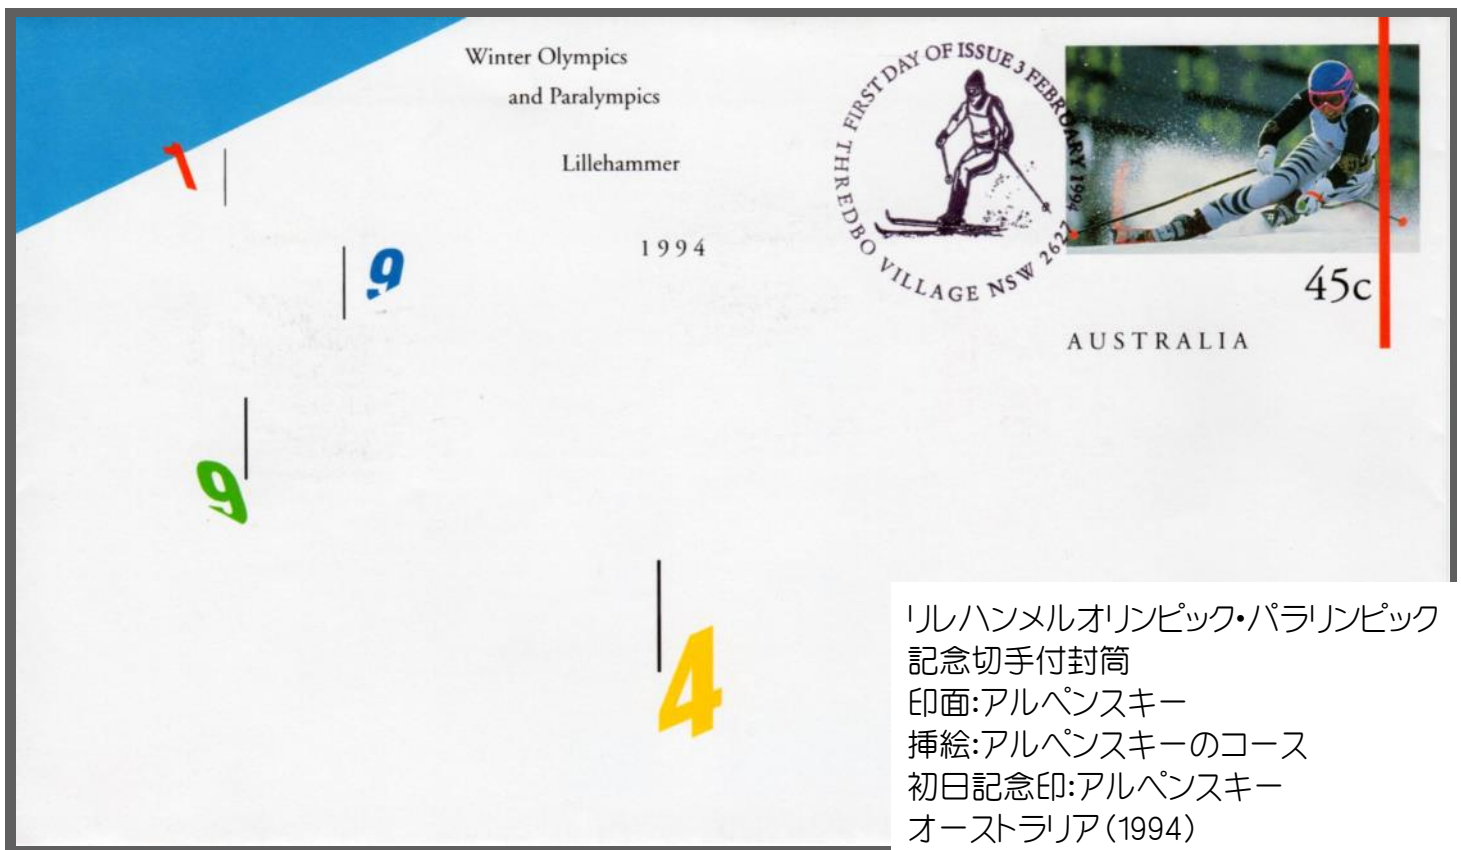 Winter Olympics
and Paralympics
Lillehammer
1994
THREDBO FIRST DAY OF ISSUE 3 FEBRUARY 1994
VILLAGE NSW 2627
45c
AUSTRALIA
1
9
9
4
リレハンメルオリンピック・パラリンピック
記念切手付封筒
印面:アルペンスキー
挿絵:アルペンスキーのコース
初日記念印:アルペンスキー
オーストラリア(1994)